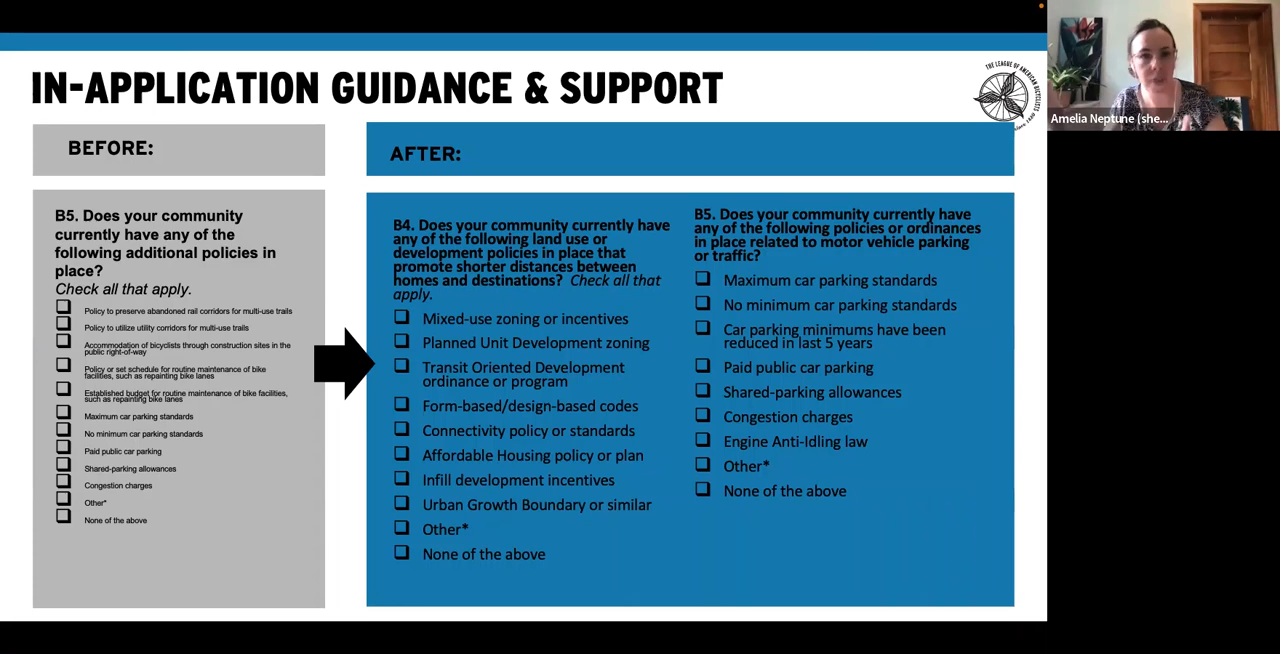 IN-APPLICATION GUIDANCE & SUPPORT
THE LEAGUE OF AMERICAN BICYCLISTS
Amelia Neptune (she...
BEFORE:
B5. Does your community
currently have any of the
following additional policies in
place?
Check all that apply.
Policy to preserve abandoned rail corridors for multi-use trails
Policy to utilize utility corridors for multi-use trails
Accommodation of bicyclists through construction sites in the
public right-of-way
Policy or set schedule for routine maintenance of bike
facilities, such as repainting bike lanes
Established budget for routine maintenance of bike facilities,
such as repainting bike lanes
Maximum car parking standards
No minimum car parking standards
Paid public car parking
Shared-parking allowances
Congestion charges
Other*
None of the above
AFTER:
B4. Does your community currently have
any of the following land use or
development policies in place that
promote shorter distances between
homes and destinations? Check all that
apply.
Mixed-use zoning or incentives
Planned Unit Development zoning
Transit Oriented Development
ordinance or program
Form-based/design-based codes
Connectivity policy or standards
Affordable Housing policy or plan
Infill development incentives
Urban Growth Boundary or similar
Other*
None of the above
B5. Does your community currently have
any of the following policies or ordinances
in place related to motor vehicle parking
or traffic?
Maximum car parking standards
No minimum car parking standards
Car parking minimums have been
reduced in last 5 years
Paid public car parking
Shared-parking allowances
Congestion charges
Engine Anti-Idling law
Other*
None of the above